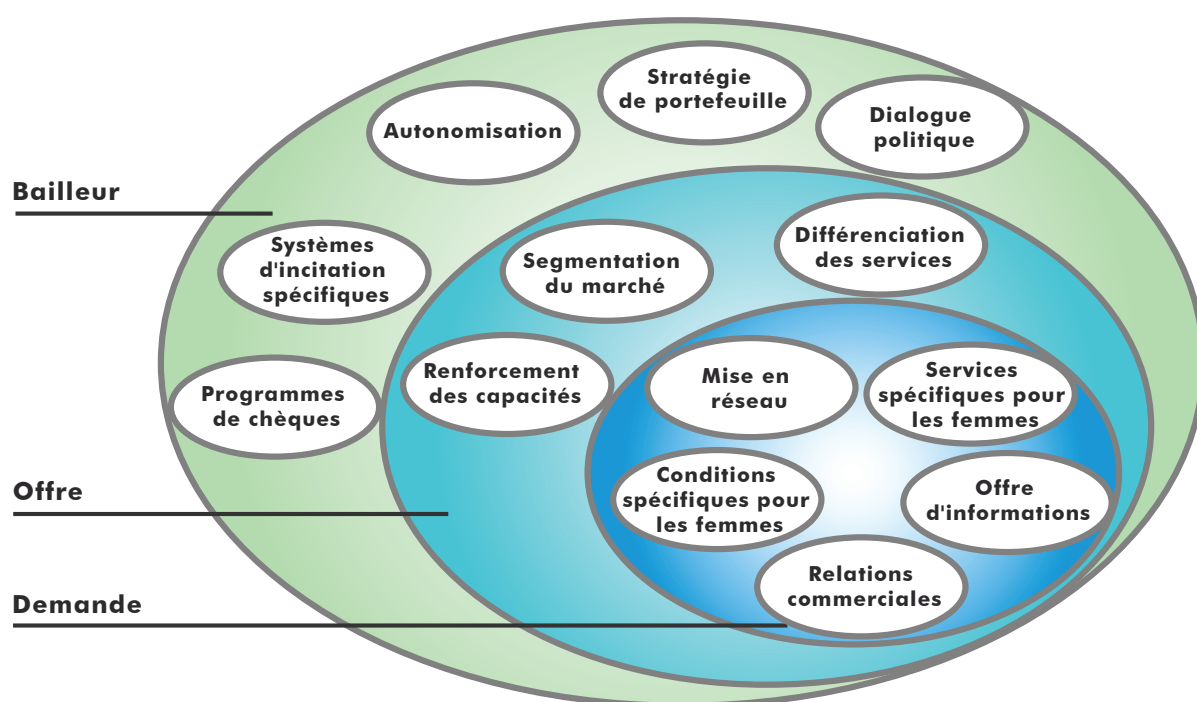 Stratégie
de portefeuille
Autonomisation
Dialogue
politique
Bailleur
Systèmes
d'incitation
spécifiques
Segmentation
du marché
Différenciation
des services
Programmes
de chèques
Renforcement
des capacités
Mise en
réseau
Services
spécifiques pour
les femmes
Offre
Conditions
spécifiques pour
les femmes
Offre
d'informations
Demande
Relations
commerciales